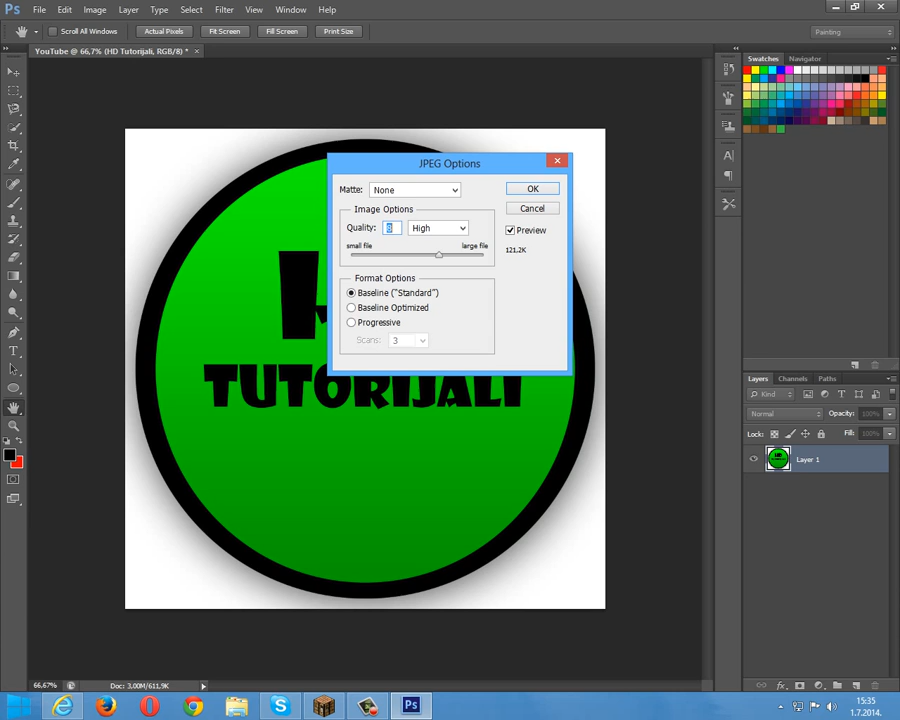 Ps File Edit Image Layer Type Select Filter View Window Help
Scroll All Windows Actual Pixels Fit Screen Fill Screen Print Size Painting
YouTube @ 66,7% (HD Tutorijali, RGB/8) * ×
Swatches Navigator
JPEG Options
Matte: None OK
Image Options Cancel
Quality: 8 High Preview
small file large file 121,2K
Format Options
Baseline ("Standard")
Baseline Optimized
Progressive
Scans: 3
TUTORIJALI
Layers Channels Paths
Kind
Normal Opacity: 100%
Lock: Fill: 100%
Layer 1
66.67% Doc: 3,00M/611,9K
15:35
1.7.2014.